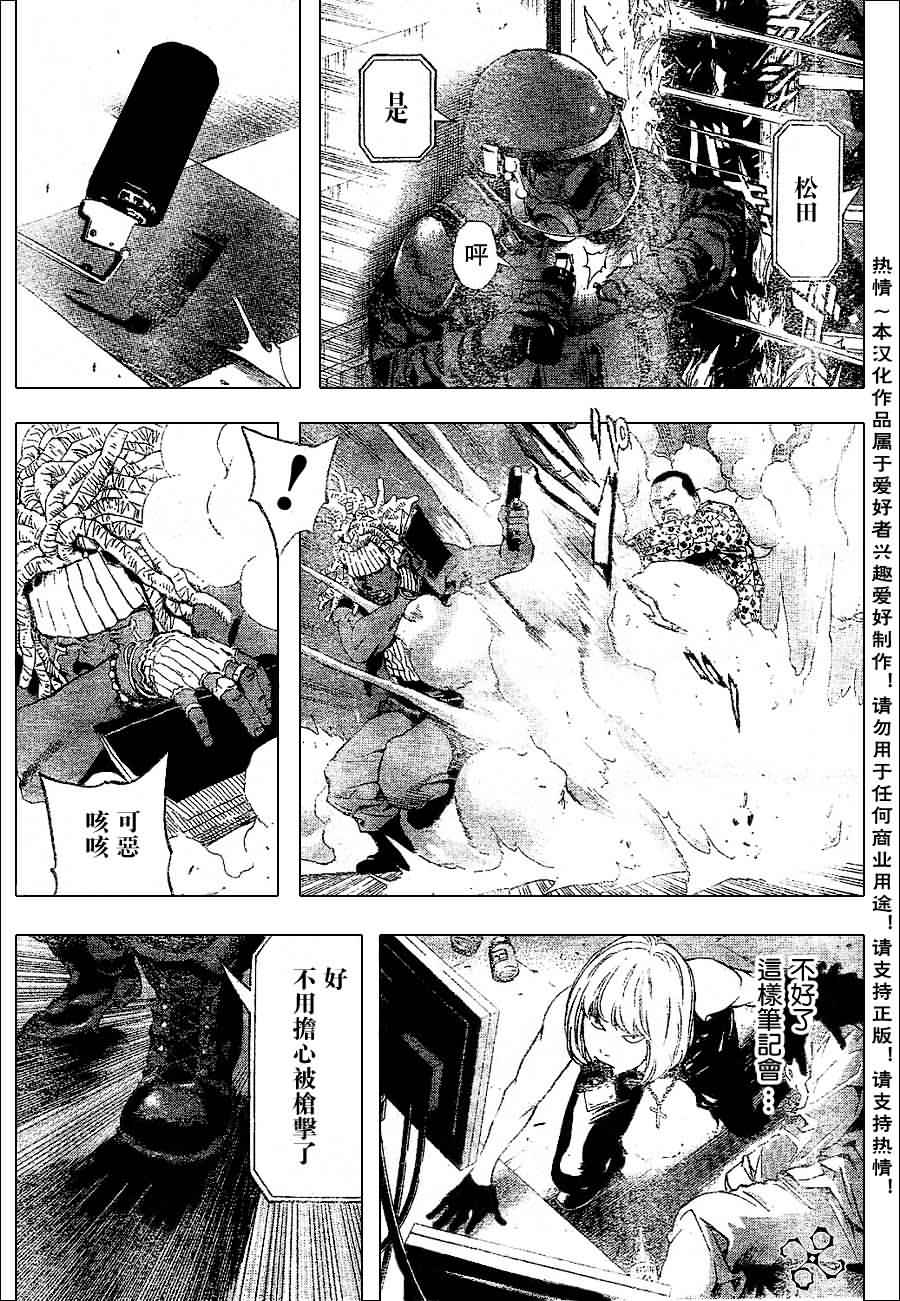 松田
是
呼
!
可惡
咳咳
不好了
這樣筆記會…
好
不用擔心被槍擊了
热情~本汉化作品属于爱好者兴趣爱好制作!请勿用于任何商业用途!请支持正版!请支持热情!